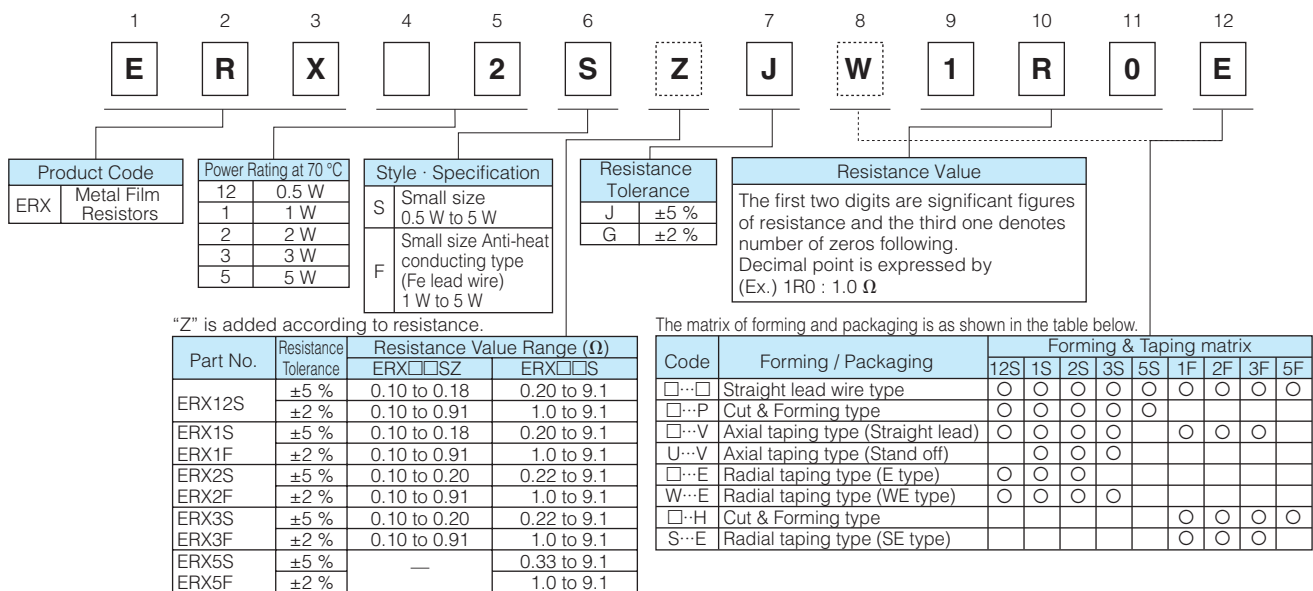 1 2 3 4 5 6 7 8 9 10 11 12
E R X 2 S Z J W 1 R 0 E
Product Code
ERX Metal Film Resistors
Power Rating at 70 °C
12 0.5 W
1 1 W
2 2 W
3 3 W
5 5 W
Style · Specification
S Small size
0.5 W to 5 W
F Small size Anti-heat
conducting type
(Fe lead wire)
1 W to 5 W
Resistance
Tolerance
J ±5 %
G ±2 %
Resistance Value
The first two digits are significant figures
of resistance and the third one denotes
number of zeros following.
Decimal point is expressed by
(Ex.) 1R0 : 1.0 Ω
“Z” is added according to resistance.
Part No. Resistance Tolerance Resistance Value Range (Ω)
ERX□□SZ ERX□□S
ERX12S ±5 % 0.10 to 0.18 0.20 to 9.1
±2 % 0.10 to 0.91 1.0 to 9.1
ERX1S ±5 % 0.10 to 0.18 0.20 to 9.1
ERX1F ±2 % 0.10 to 0.91 1.0 to 9.1
ERX2S ±5 % 0.10 to 0.20 0.22 to 9.1
ERX2F ±2 % 0.10 to 0.91 1.0 to 9.1
ERX3S ±5 % 0.10 to 0.20 0.22 to 9.1
ERX3F ±2 % 0.10 to 0.91 1.0 to 9.1
ERX5S ±5 % — 0.33 to 9.1
ERX5F ±2 % 1.0 to 9.1
The matrix of forming and packaging is as shown in the table below.
Code Forming / Packaging Forming & Taping matrix
12S 1S 2S 3S 5S 1F 2F 3F 5F
□···□ Straight lead wire type ○ ○ ○ ○ ○ ○ ○ ○ ○
□···P Cut & Forming type ○ ○ ○ ○ ○
□···V Axial taping type (Straight lead) ○ ○ ○ ○ ○ ○ ○
U···V Axial taping type (Stand off) ○ ○ ○
□···E Radial taping type (E type) ○ ○ ○
W···E Radial taping type (WE type) ○ ○ ○ ○
□··H Cut & Forming type ○ ○ ○ ○
S···E Radial taping type (SE type) ○ ○ ○